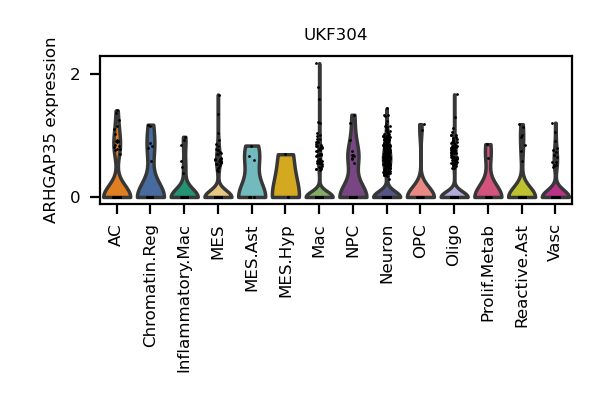 UKF304
ARHGAP35 expression
2
0
AC
Chromatin.Reg
Inflammatory.Mac
MES
MES.Ast
MES.Hyp
Mac
NPC
Neuron
OPC
Oligo
Prolif.Metab
Reactive.Ast
Vasc